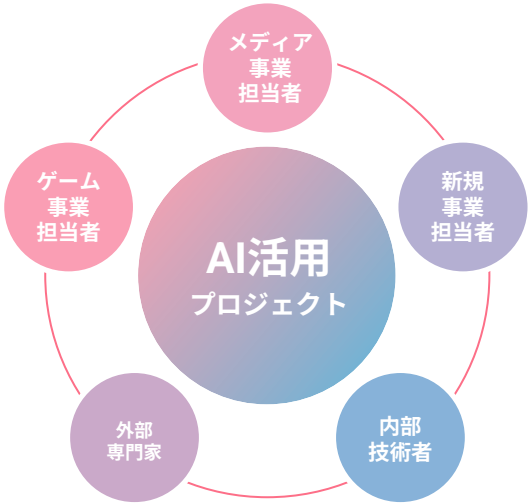 メディア
事業
担当者
ゲーム
事業
担当者
新規
事業
担当者
AI活用
プロジェクト
外部
専門家
内部
技術者